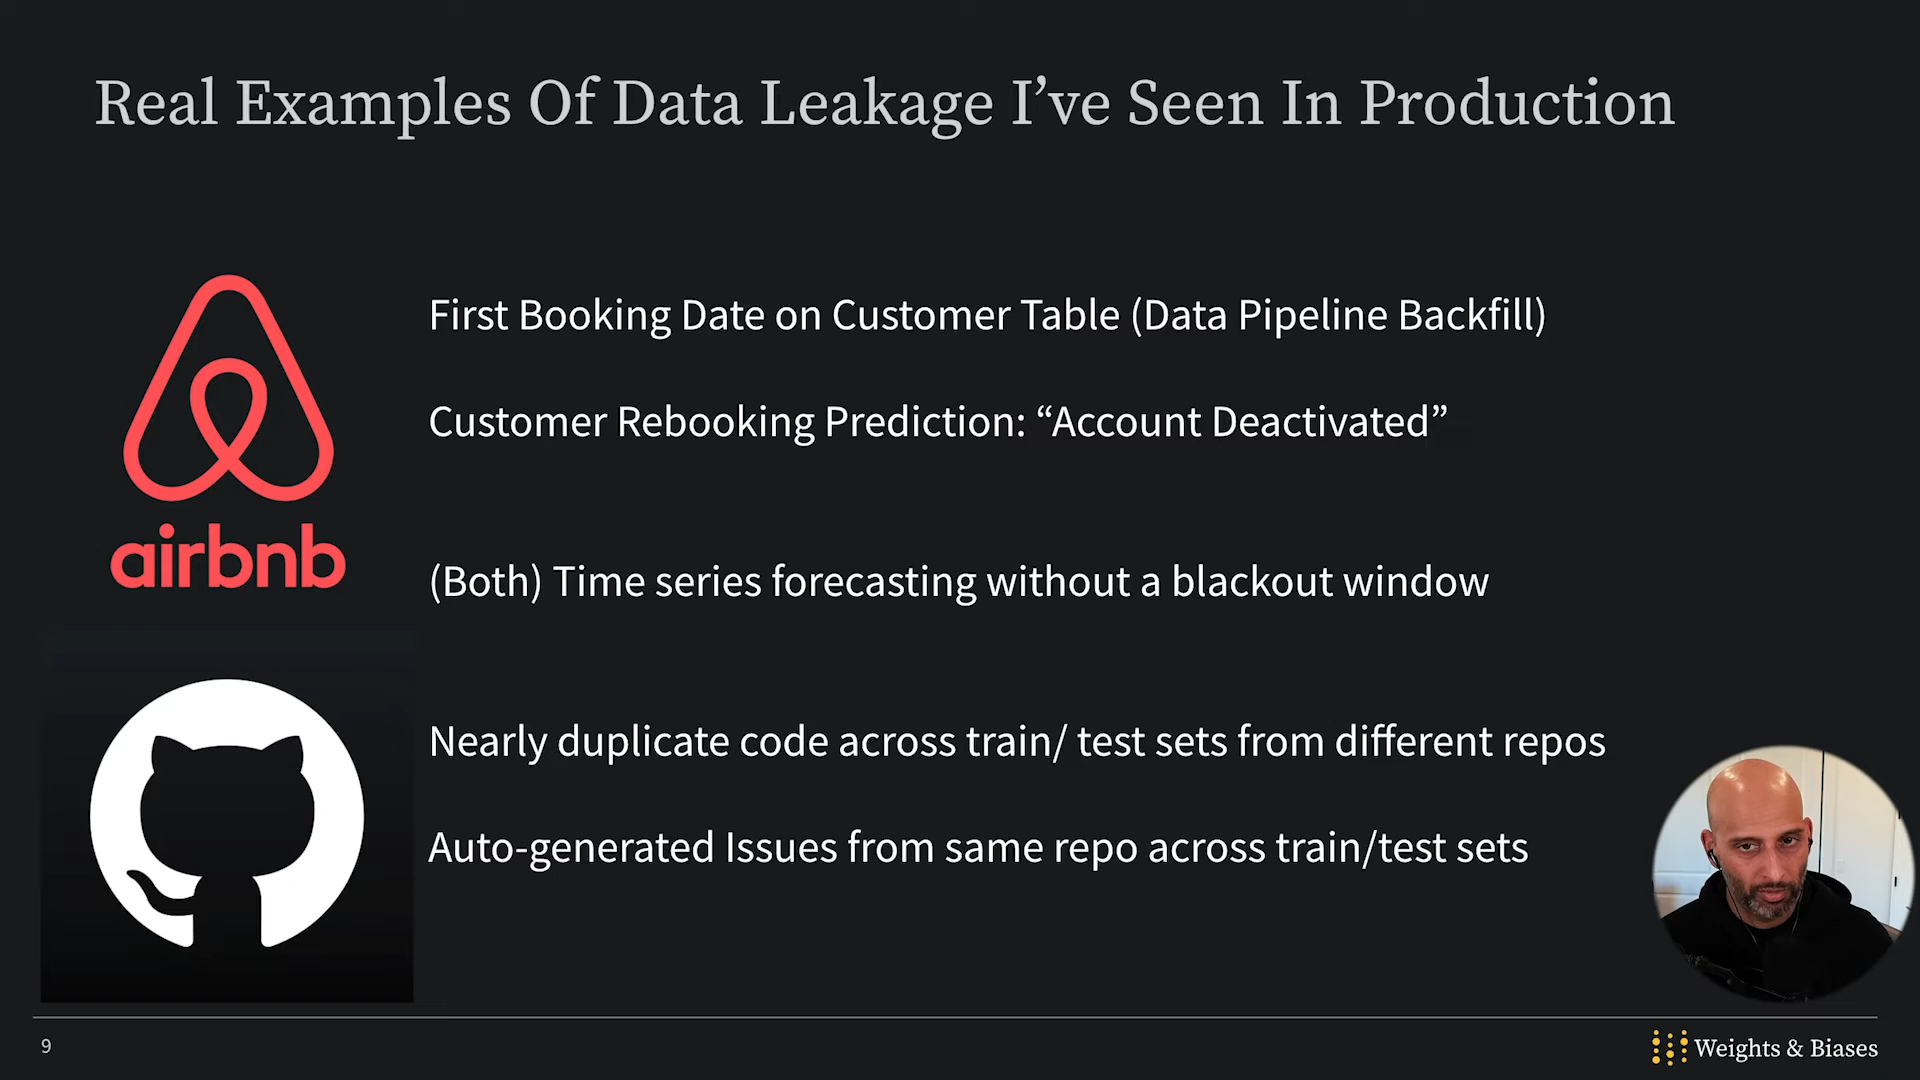 Real Examples Of Data Leakage I’ve Seen In Production
First Booking Date on Customer Table (Data Pipeline Backfill)
Customer Rebooking Prediction: “Account Deactivated”
airbnb
(Both) Time series forecasting without a blackout window
Nearly duplicate code across train/ test sets from different repos
Auto-generated Issues from same repo across train/test sets
9
Weights & Biases